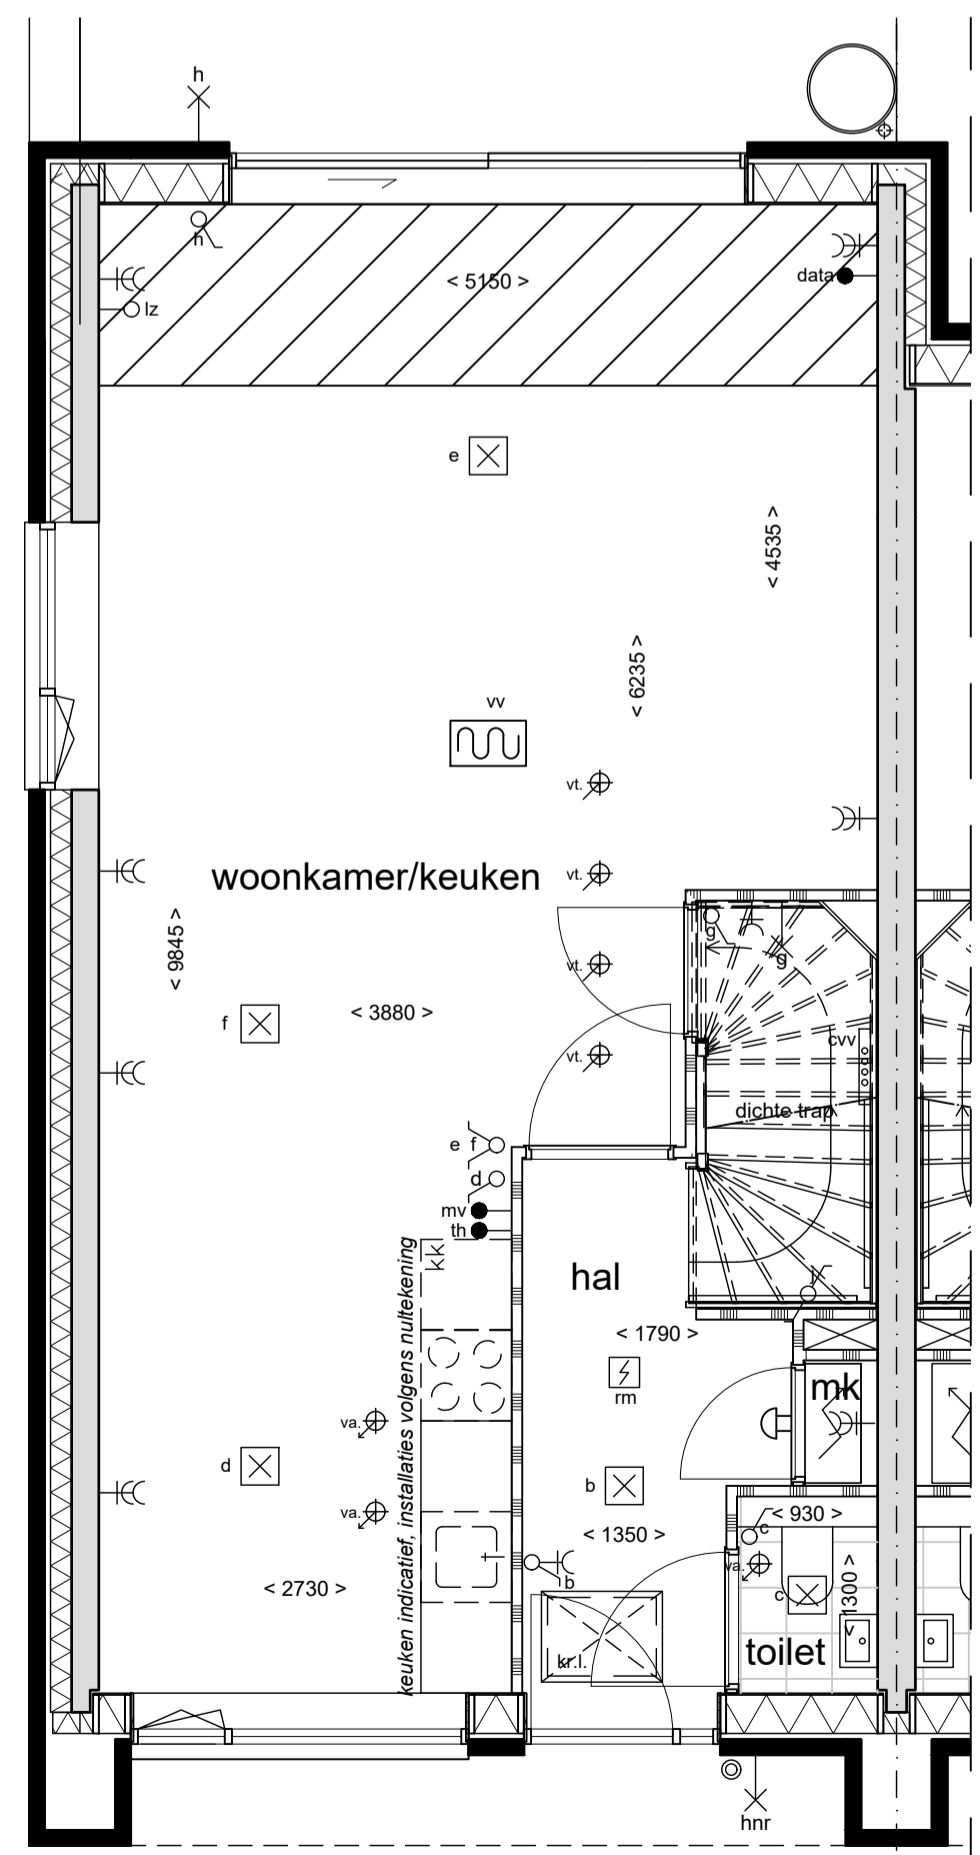 h
h
< 5150 >
data
lz
e
< 4535 >
< 6235 >
vv
vt.
woonkamer/keuken
vt.
g
g
< 9845 >
vt.
< 3880 >
f
cvv
vt.
dichte trap
e f
d
mv
th
kk
keuken indicatief, installaties volgens nultekening
hal
j
< 1790 >
rm
mk
va.
d
b
< 930 >
va.
c
< 1350 >
va.
b
< 2730 >
c
< 1300 >
kr.l.
toilet
hnr